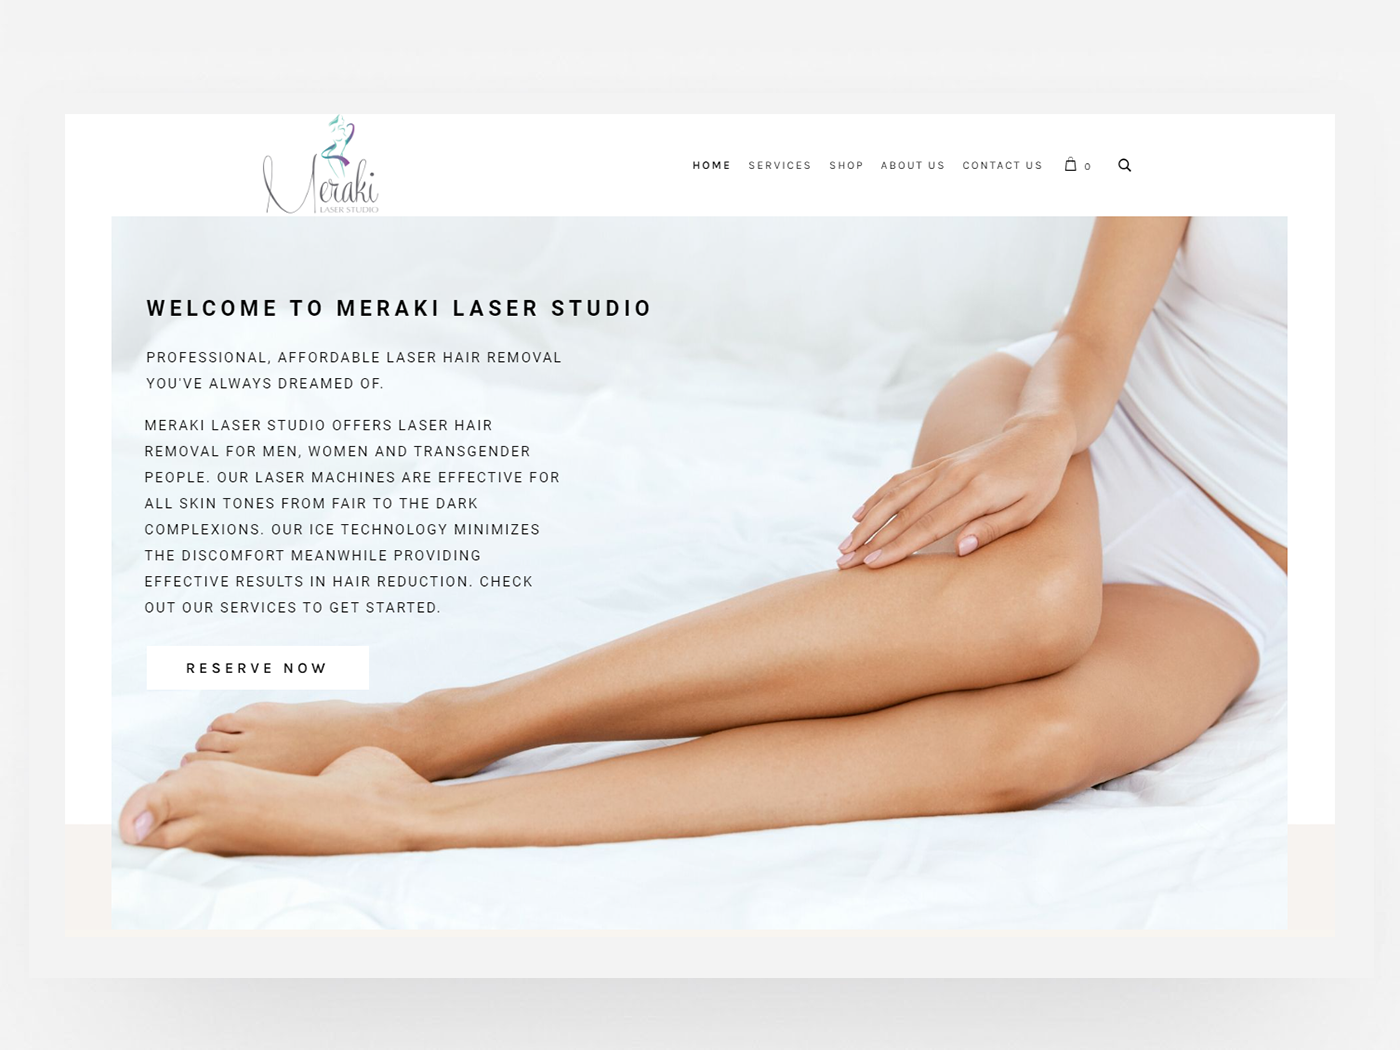 Meraki
LASER STUDIO
HOME SERVICES SHOP ABOUT US CONTACT US 0
WELCOME TO MERAKI LASER STUDIO
PROFESSIONAL, AFFORDABLE LASER HAIR REMOVAL
YOU'VE ALWAYS DREAMED OF.
MERAKI LASER STUDIO OFFERS LASER HAIR
REMOVAL FOR MEN, WOMEN AND TRANSGENDER
PEOPLE. OUR LASER MACHINES ARE EFFECTIVE FOR
ALL SKIN TONES FROM FAIR TO THE DARK
COMPLEXIONS. OUR ICE TECHNOLOGY MINIMIZES
THE DISCOMFORT MEANWHILE PROVIDING
EFFECTIVE RESULTS IN HAIR REDUCTION. CHECK
OUT OUR SERVICES TO GET STARTED.
RESERVE NOW